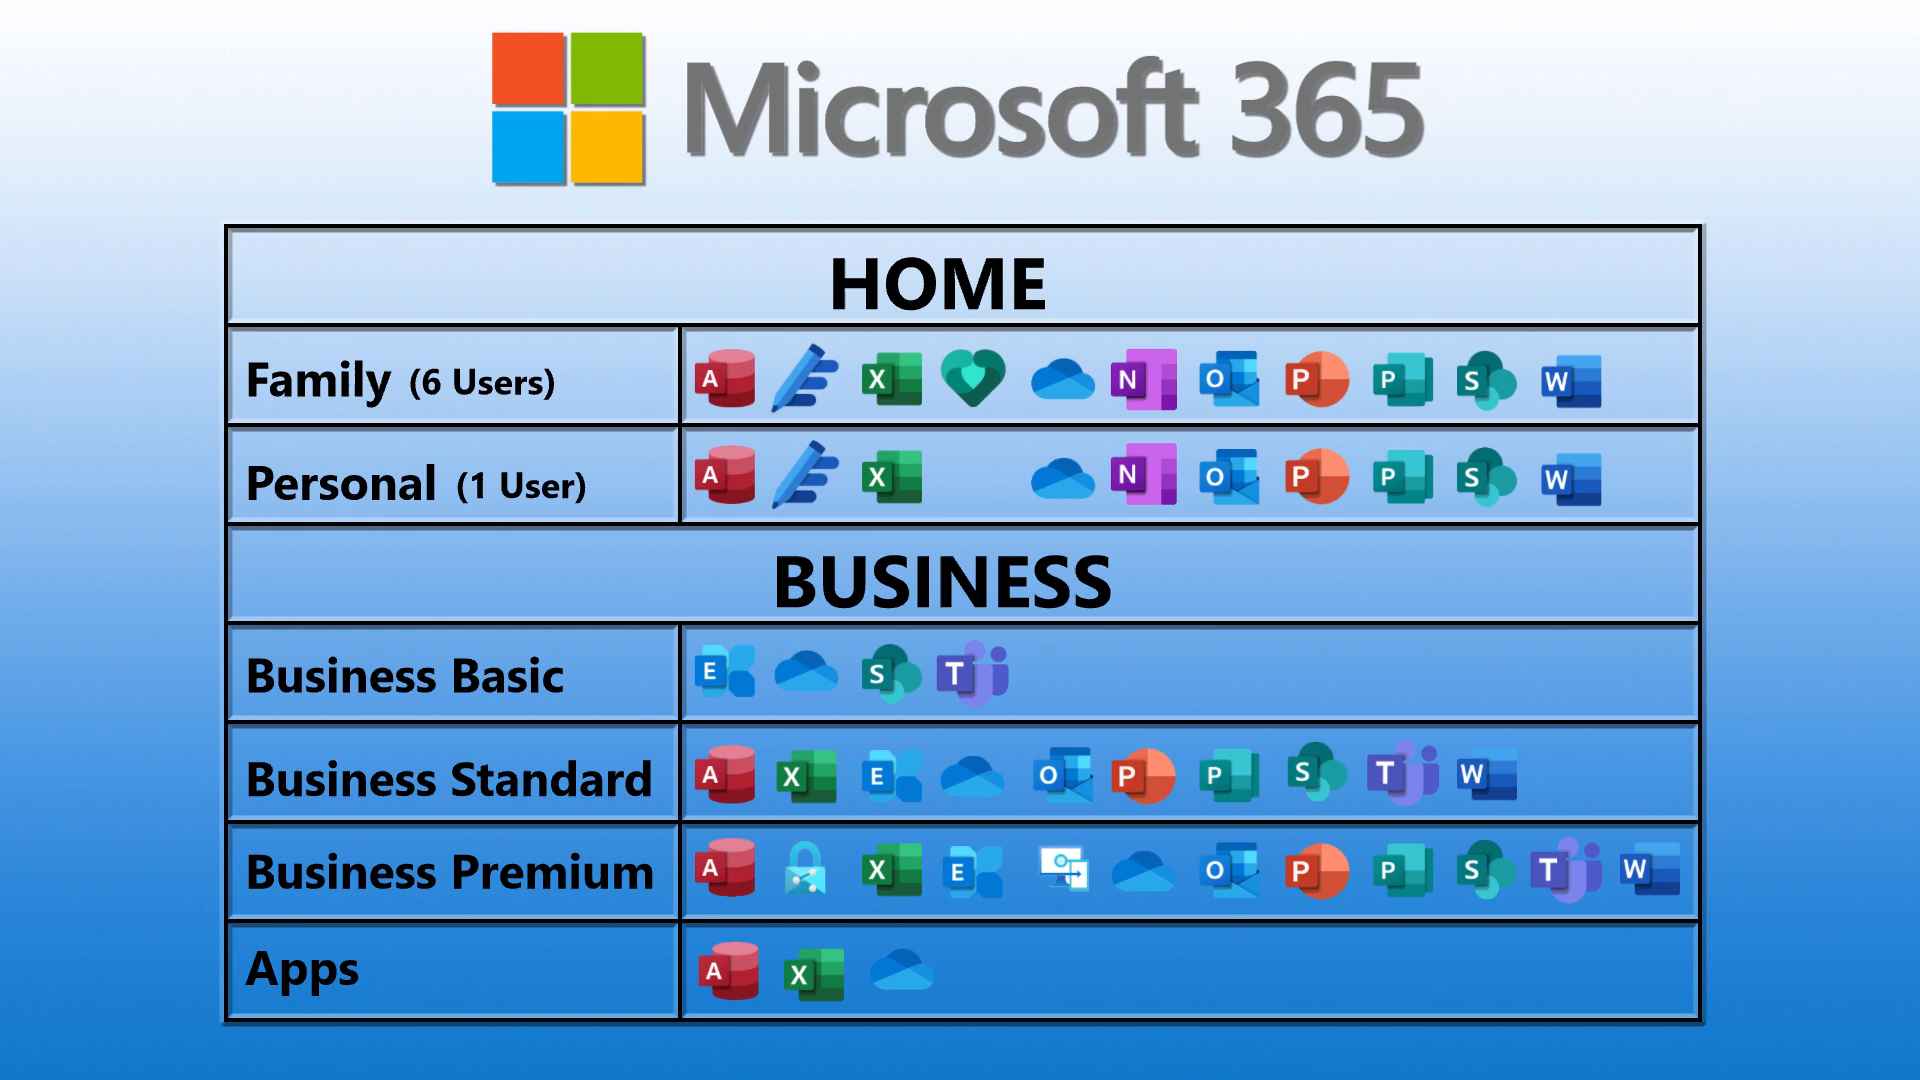 Microsoft 365
HOME
Family (6 Users)
A X N O P P S W
Personal (1 User)
A X N O P P S W
BUSINESS
Business Basic
E S T
Business Standard
A X E O P P S T W
Business Premium
A X E O P P S T W
Apps
A X